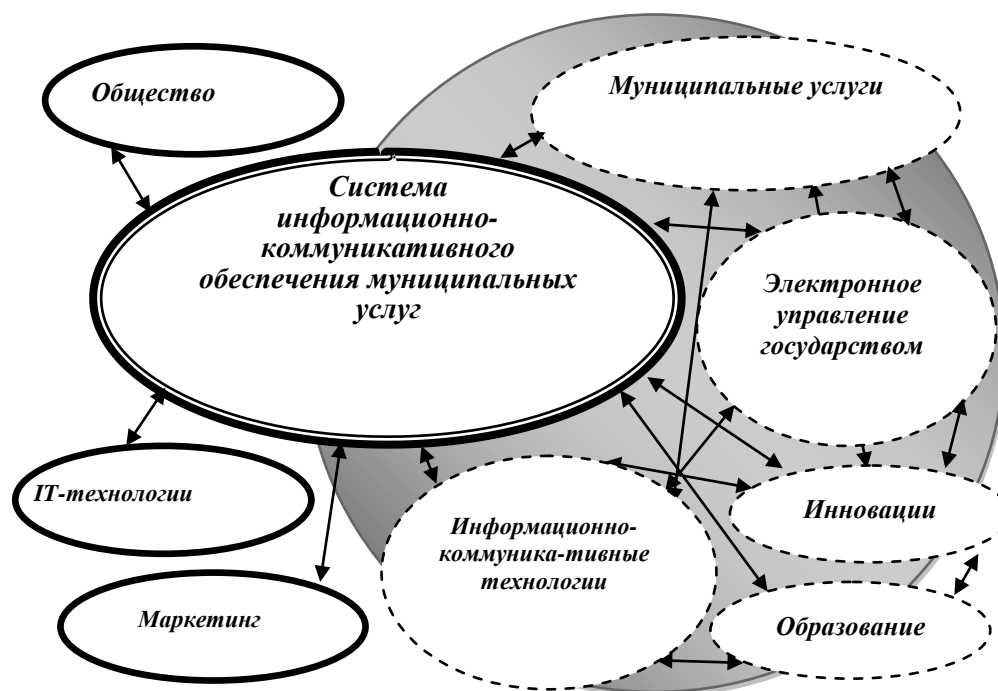 Общество
Муниципальные услуги
Система
информационно-
коммуникативного
обеспечения муниципальных
услуг
Электронное
управление
государством
IT-технологии
Информационно-
коммуника-тивные
технологии
Инновации
Маркетинг
Образование